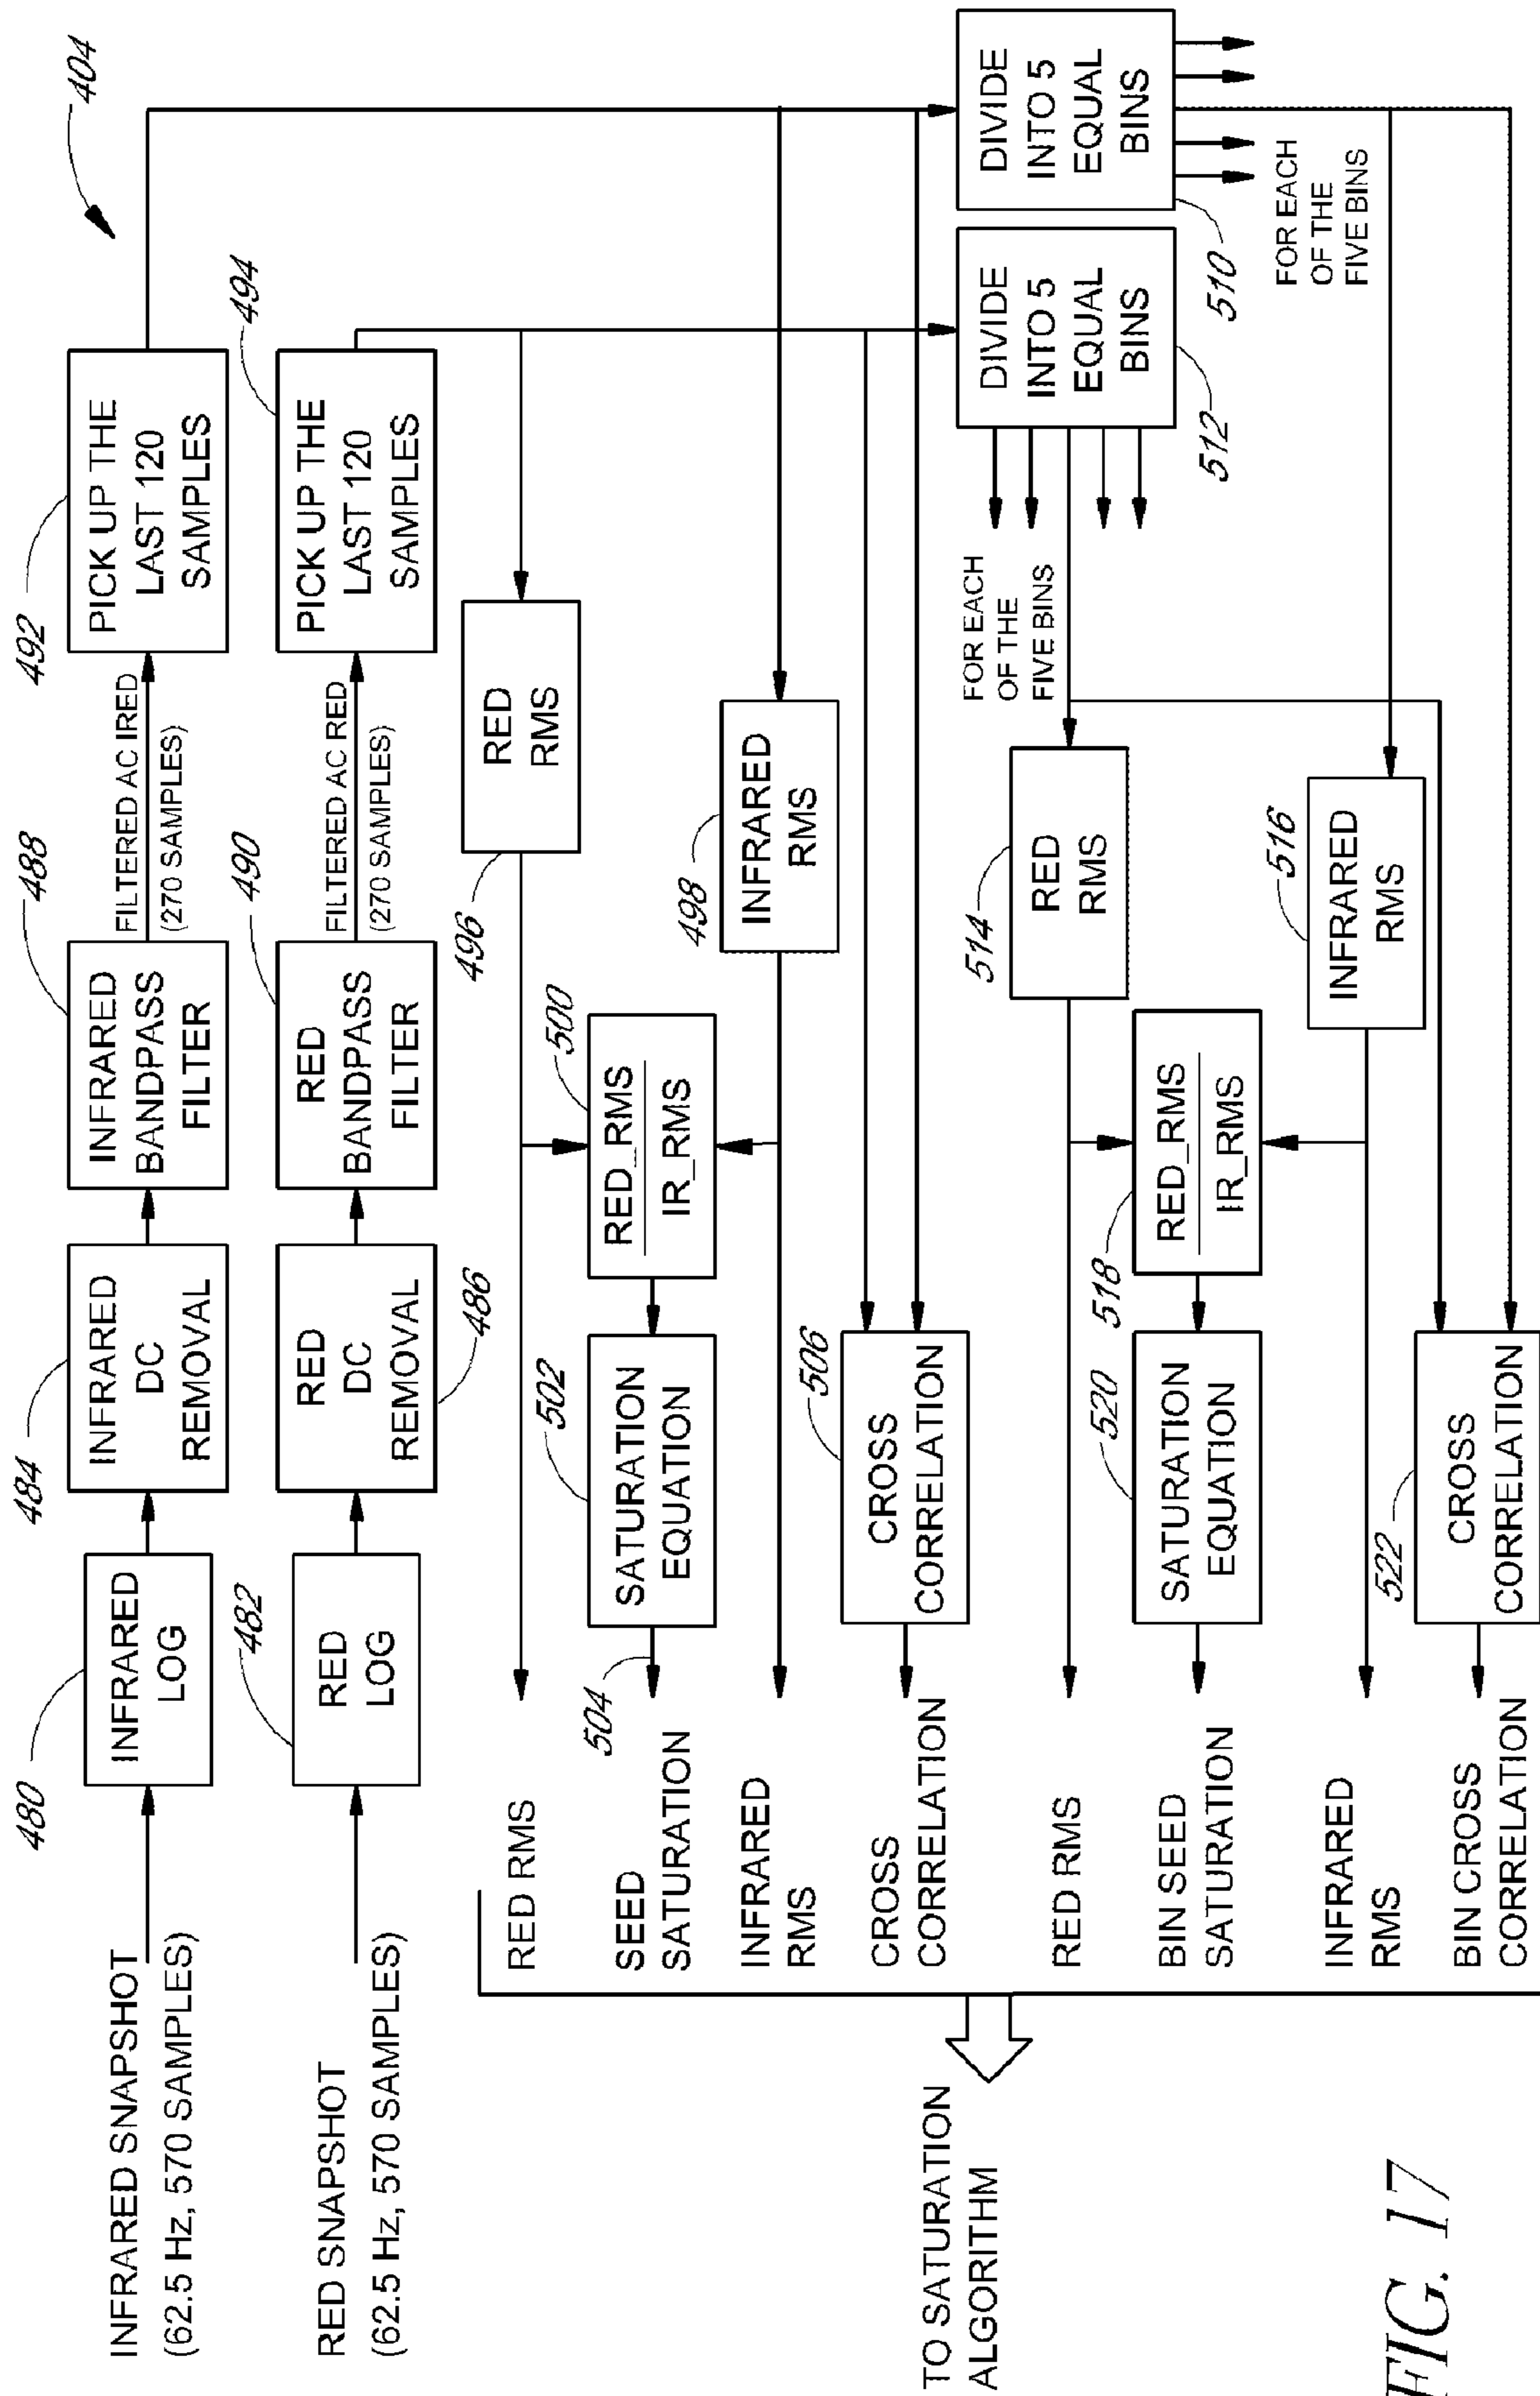 404
INFRARED SNAPSHOT
(62.5 Hz, 570 SAMPLES)
480
INFRARED
LOG
484
INFRARED
DC
REMOVAL
488
INFRARED
BANDPASS
FILTER
FILTERED AC IRED
(270 SAMPLES)
492
PICK UP THE
LAST 120
SAMPLES
RED SNAPSHOT
(62.5 Hz, 570 SAMPLES)
482
RED
LOG
486
RED
DC
REMOVAL
490
RED
BANDPASS
FILTER
FILTERED AC RED
(270 SAMPLES)
494
PICK UP THE
LAST 120
SAMPLES
RED RMS
496
RED
RMS
SEED
SATURATION
504
502
SATURATION
EQUATION
500
RED_RMS
IR_RMS
INFRARED
RMS
498
INFRARED
RMS
CROSS
CORRELATION
506
CROSS
CORRELATION
TO SATURATION
ALGORITHM
FOR EACH
OF THE
FIVE BINS
512
DIVIDE
INTO 5
EQUAL
BINS
510
DIVIDE
INTO 5
EQUAL
BINS
FOR EACH
OF THE
FIVE BINS
RED RMS
514
RED
RMS
BIN SEED
SATURATION
520
SATURATION
EQUATION
518
RED_RMS
IR_RMS
INFRARED
RMS
516
INFRARED
RMS
BIN CROSS
CORRELATION
522
CROSS
CORRELATION
FIG. 17